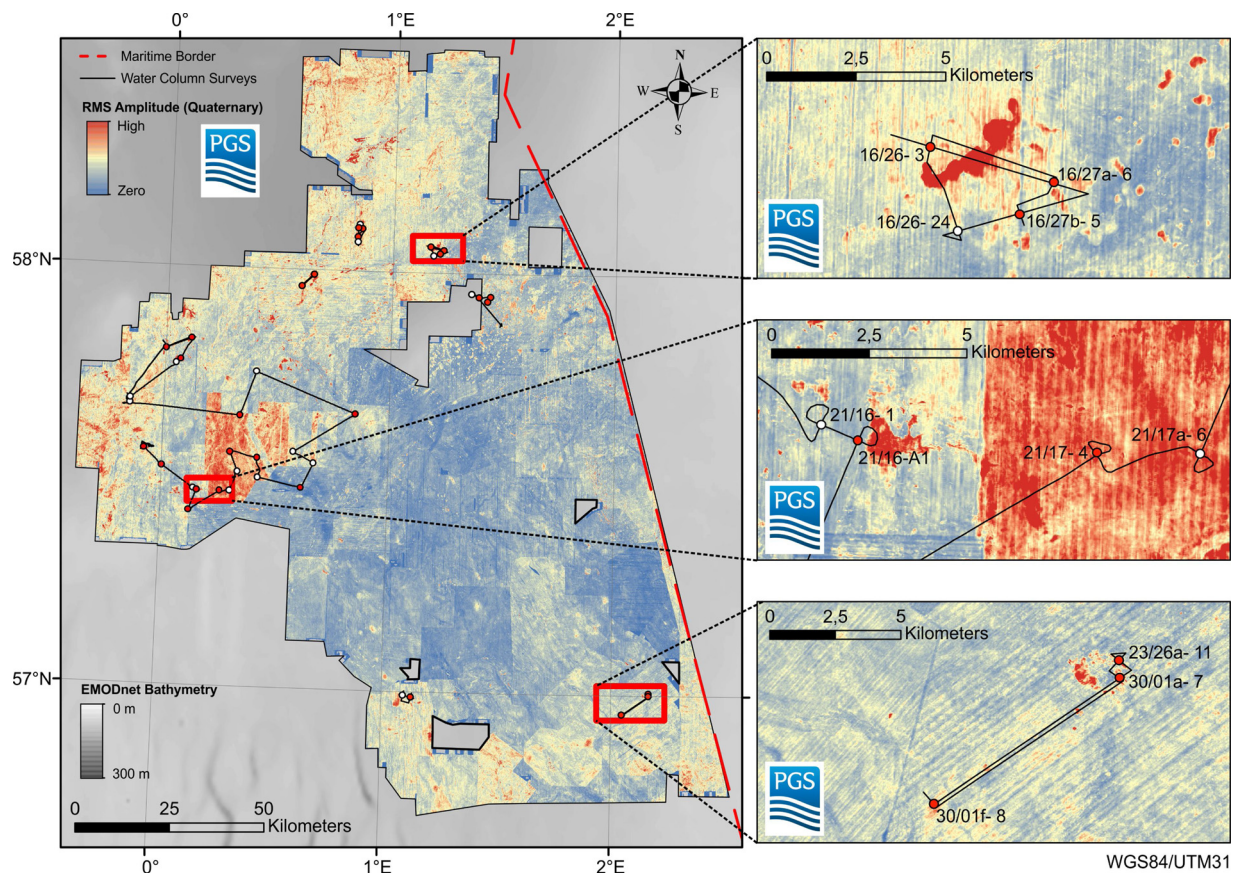 0°
1°E
2°E
Maritime Border
Water Column Surveys
RMS Amplitude (Quaternary)
High
Zero
PGS
N
W
E
S
58°N
57°N
EMODnet Bathymetry
0 m
300 m
0
25
50
Kilometers
0°
1°E
2°E
0
2,5
5
Kilometers
16/26- 3
16/27a- 6
16/26- 24
16/27b- 5
PGS
0
2,5
5
Kilometers
21/16- 1
21/16-A1
21/17- 4
21/17a- 6
PGS
0
2,5
5
Kilometers
23/26a- 11
30/01a- 7
30/01f- 8
PGS
WGS84/UTM31